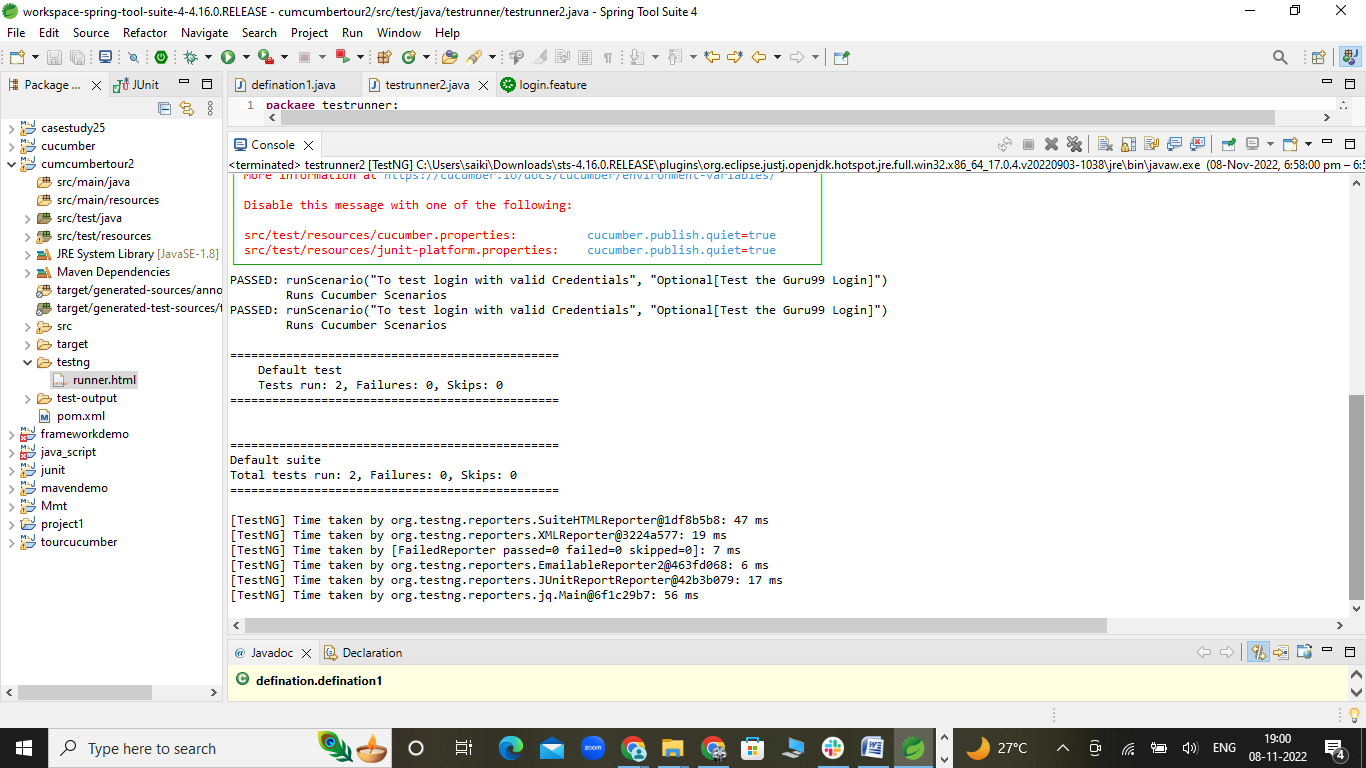 workspace-spring-tool-suite-4-4.16.0.RELEASE - cumcumbertour2/src/test/java/testrunner/testrunner2.java - Spring Tool Suite 4
File Edit Source Refactor Navigate Search Project Run Window Help
Package ... JUnit
casestudy25
cucumber
cumcumbertour2
src/main/java
src/main/resources
src/test/java
src/test/resources
JRE System Library [JavaSE-1.8]
Maven Dependencies
target/generated-sources/anno
target/generated-test-sources/t
src
target
testng
runner.html
test-output
pom.xml
frameworkdemo
java_script
junit
mavendemo
Mmt
project1
tourcucumber
defination1.java testrunner2.java login.feature
1 package testrunner;
Console
<terminated> testrunner2 [TestNG] C:\Users\saiki\Downloads\sts-4.16.0.RELEASE\plugins\org.eclipse.justj.openjdk.hotspot.jre.full.win32.x86_64_17.0.4.v20220903-1038\jre\bin\javaw.exe (08-Nov-2022, 6:58:00 pm – 6:5
More information at https://cucumber.io/docs/cucumber/environment-variables/
Disable this message with one of the following:
src/test/resources/cucumber.properties: cucumber.publish.quiet=true
src/test/resources/junit-platform.properties: cucumber.publish.quiet=true
PASSED: runScenario("To test login with valid Credentials", "Optional[Test the Guru99 Login]")
Runs Cucumber Scenarios
PASSED: runScenario("To test login with valid Credentials", "Optional[Test the Guru99 Login]")
Runs Cucumber Scenarios
===============================================
Default test
Tests run: 2, Failures: 0, Skips: 0
===============================================
===============================================
Default suite
Total tests run: 2, Failures: 0, Skips: 0
===============================================
[TestNG] Time taken by org.testng.reporters.SuiteHTMLReporter@1df8b5b8: 47 ms
[TestNG] Time taken by org.testng.reporters.XMLReporter@3224a577: 19 ms
[TestNG] Time taken by [FailedReporter passed=0 failed=0 skipped=0]: 7 ms
[TestNG] Time taken by org.testng.reporters.EmailableReporter2@463fd068: 6 ms
[TestNG] Time taken by org.testng.reporters.JUnitReportReporter@42b3b079: 17 ms
[TestNG] Time taken by org.testng.reporters.jq.Main@6f1c29b7: 56 ms
@ Javadoc Declaration
defination.defination1
Type here to search
zoom
27°C
ENG
19:00
08-11-2022
4